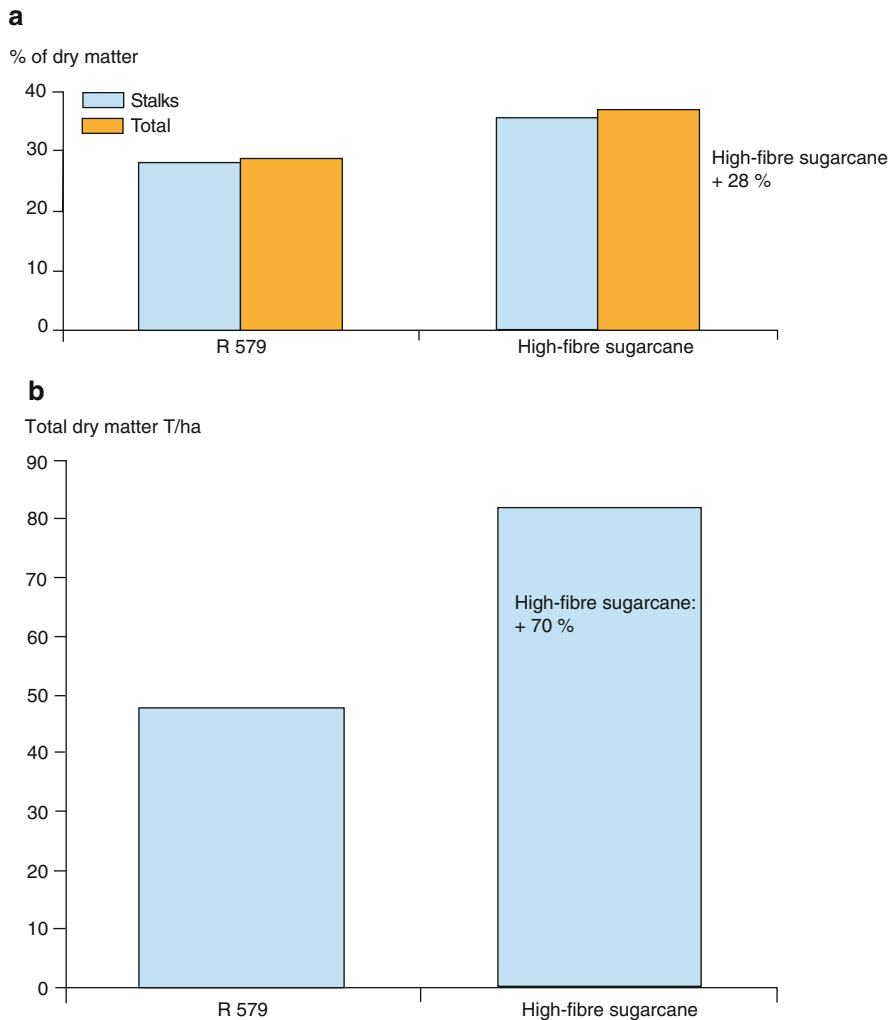 a
% of dry matter
40
30
20
10
0
Stalks
Total
High-fibre sugarcane
+ 28 %
R 579
High-fibre sugarcane
b
Total dry matter T/ha
90
80
70
60
50
40
30
20
10
0
High-fibre sugarcane:
+ 70 %
R 579
High-fibre sugarcane